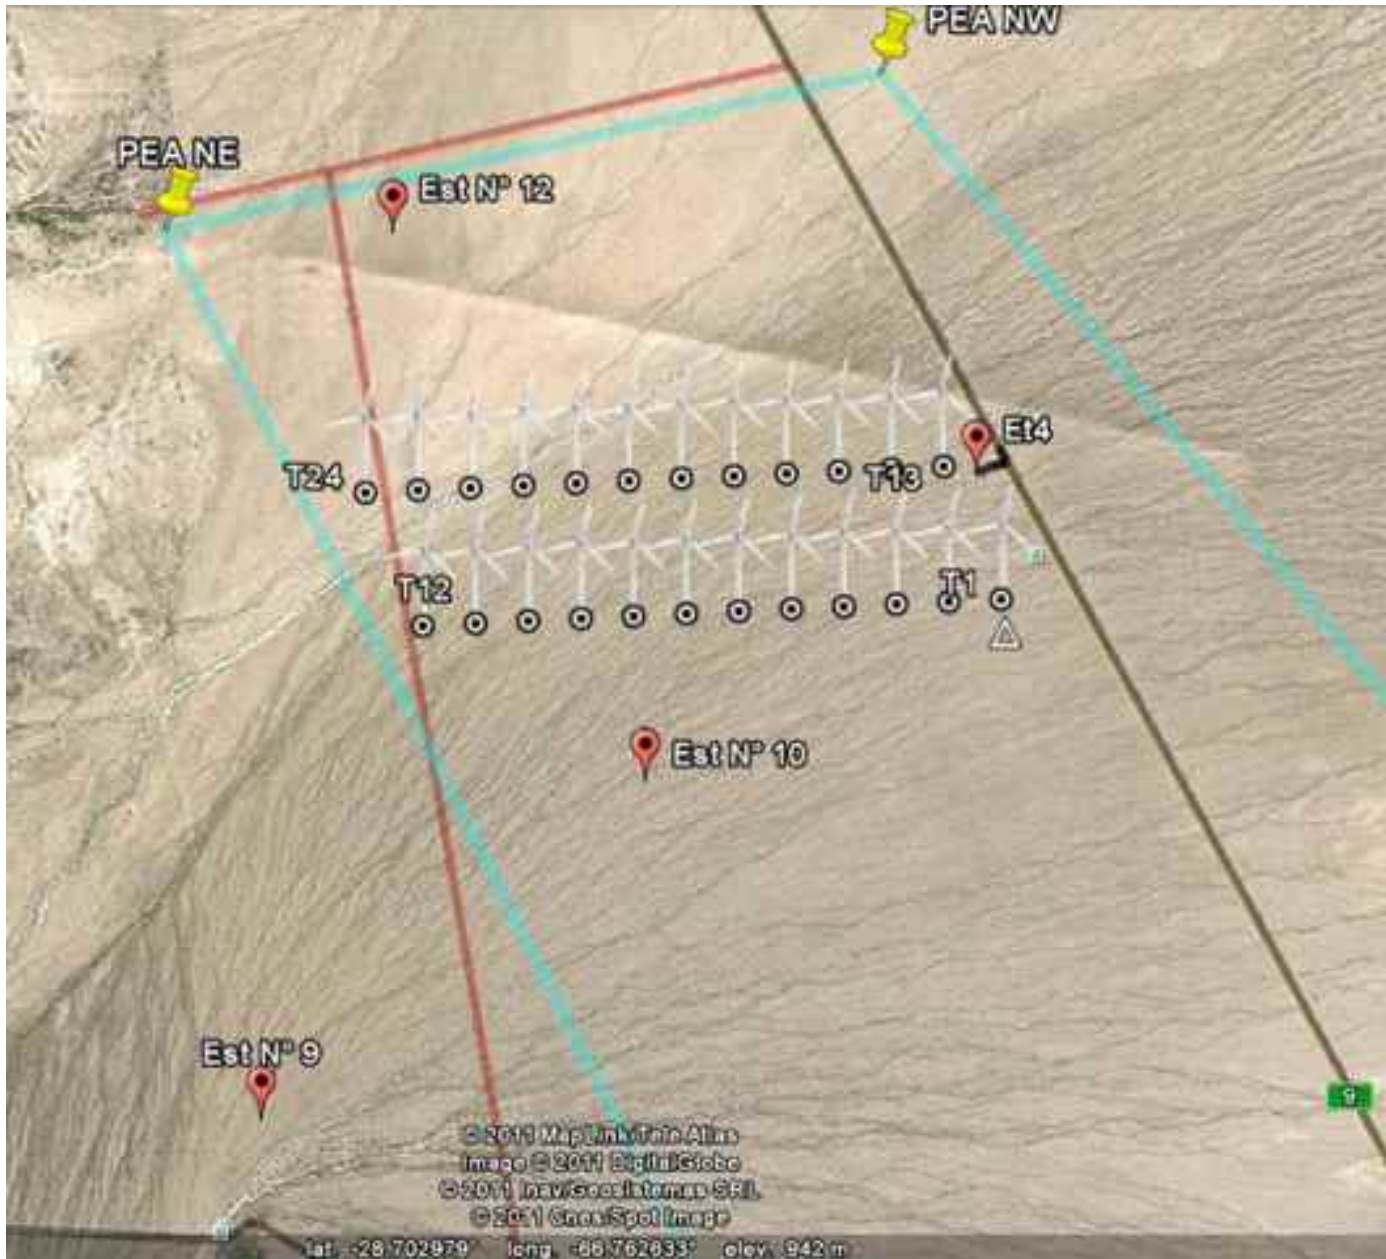 PEA NW
PEA NE
Est N° 12
Et4
T24
T13
T12
T1
Est N° 10
Est N° 9
9
© 2011 MapLink/Tele Atlas
Image © 2011 DigitalGlobe
© 2011 Inav/Geosistemas SRL
© 2011 Cnes/Spot Image
lat -28.702979° long -66.762633° elev 942 m